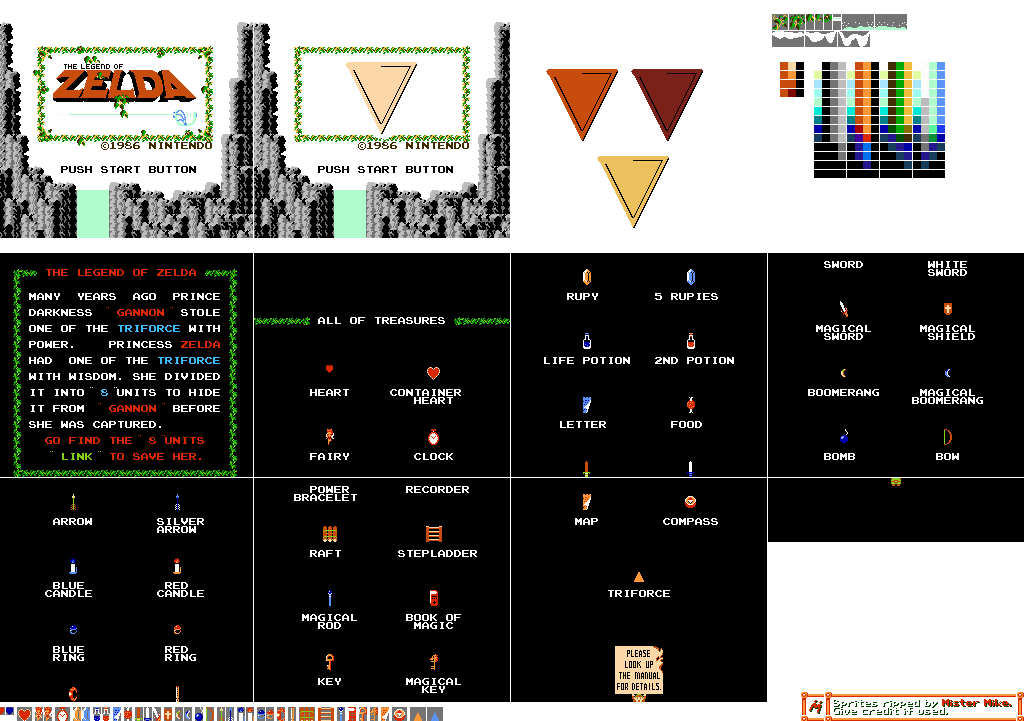 THE LEGEND OF
ZELDA
©1986 NINTENDO
PUSH START BUTTON
©1986 NINTENDO
PUSH START BUTTON
THE LEGEND OF ZELDA
MANY YEARS AGO PRINCE
DARKNESS " GANNON " STOLE
ONE OF THE TRIFORCE WITH
POWER. PRINCESS ZELDA
HAD ONE OF THE TRIFORCE
WITH WISDOM. SHE DIVIDED
IT INTO " 8 "UNITS TO HIDE
IT FROM " GANNON " BEFORE
SHE WAS CAPTURED.
GO FIND THE " 8 "UNITS
" LINK " TO SAVE HER.
ALL OF TREASURES
HEART
CONTAINER
HEART
FAIRY
CLOCK
RUPY
5 RUPIES
LIFE POTION
2ND POTION
LETTER
FOOD
SWORD
WHITE
SWORD
MAGICAL
SWORD
MAGICAL
SHIELD
BOOMERANG
MAGICAL
BOOMERANG
BOMB
BOW
ARROW
SILVER
ARROW
BLUE
CANDLE
RED
CANDLE
BLUE
RING
RED
RING
POWER
BRACELET
RECORDER
RAFT
STEPLADDER
MAGICAL
ROD
BOOK OF
MAGIC
KEY
MAGICAL
KEY
MAP
COMPASS
TRIFORCE
PLEASE
LOOK UP
THE MANUAL
FOR DETAILS.
Sprites ripped by Mister Mike.
Give credit if used.